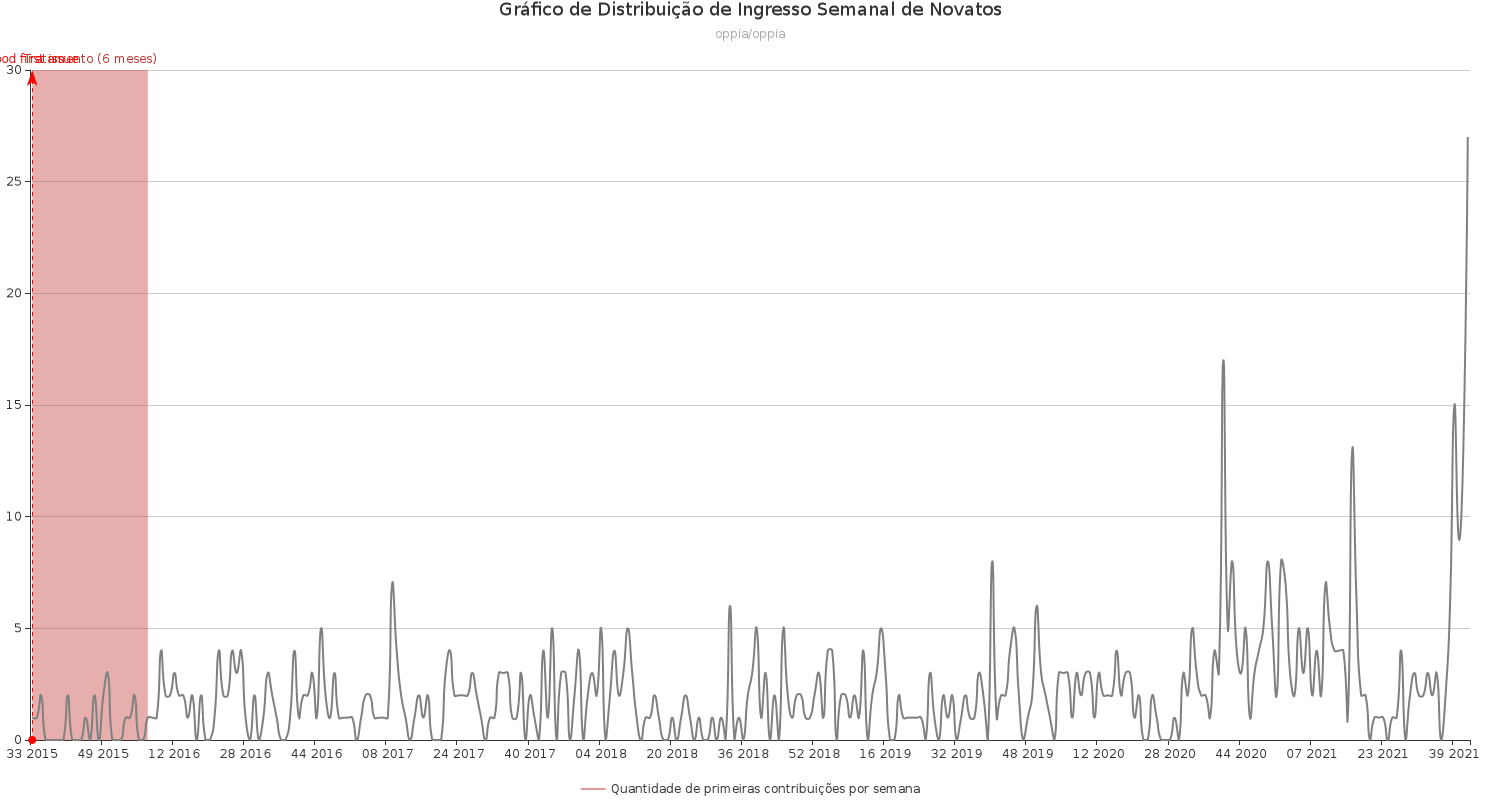 Gráfico de Distribuição de Ingresso Semanal de Novatos
oppia/oppia
Tratamento (6 meses)
30
25
20
15
10
5
0
33 2015 49 2015 12 2016 28 2016 44 2016 08 2017 24 2017 40 2017 04 2018 20 2018 36 2018 52 2018 16 2019 32 2019 48 2019 12 2020 28 2020 44 2020 07 2021 23 2021 39 2021
Quantidade de primeiras contribuições por semana